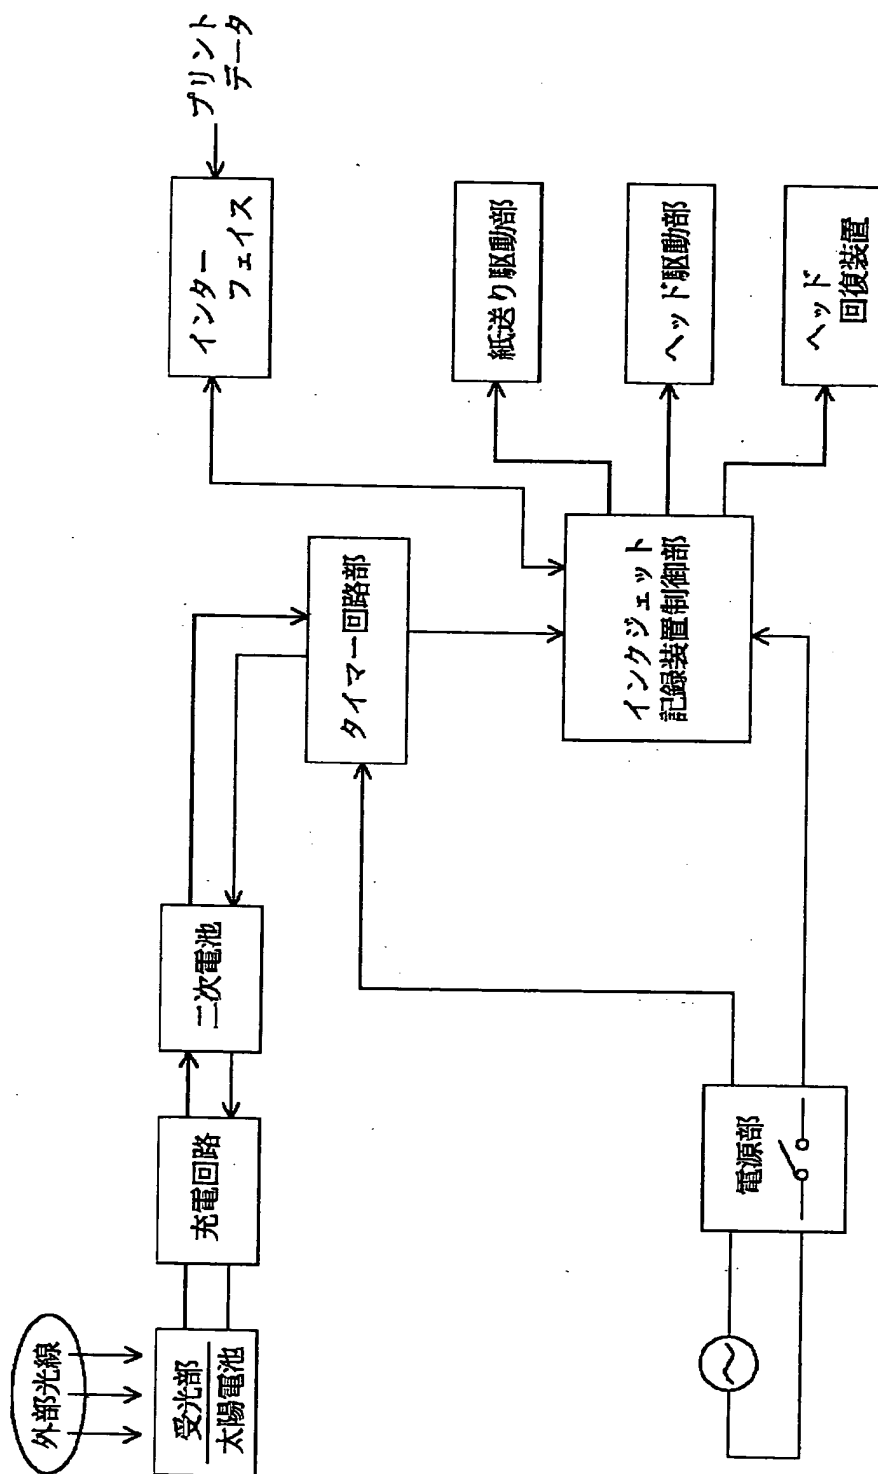 外部光線
受光部
太陽電池
充電回路
二次電池
タイマー回路部
インター
フェイス
プリント
データ
電源部
インクジェット
記録装置制御部
紙送り駆動部
ヘッド駆動部
ヘッド
回復装置